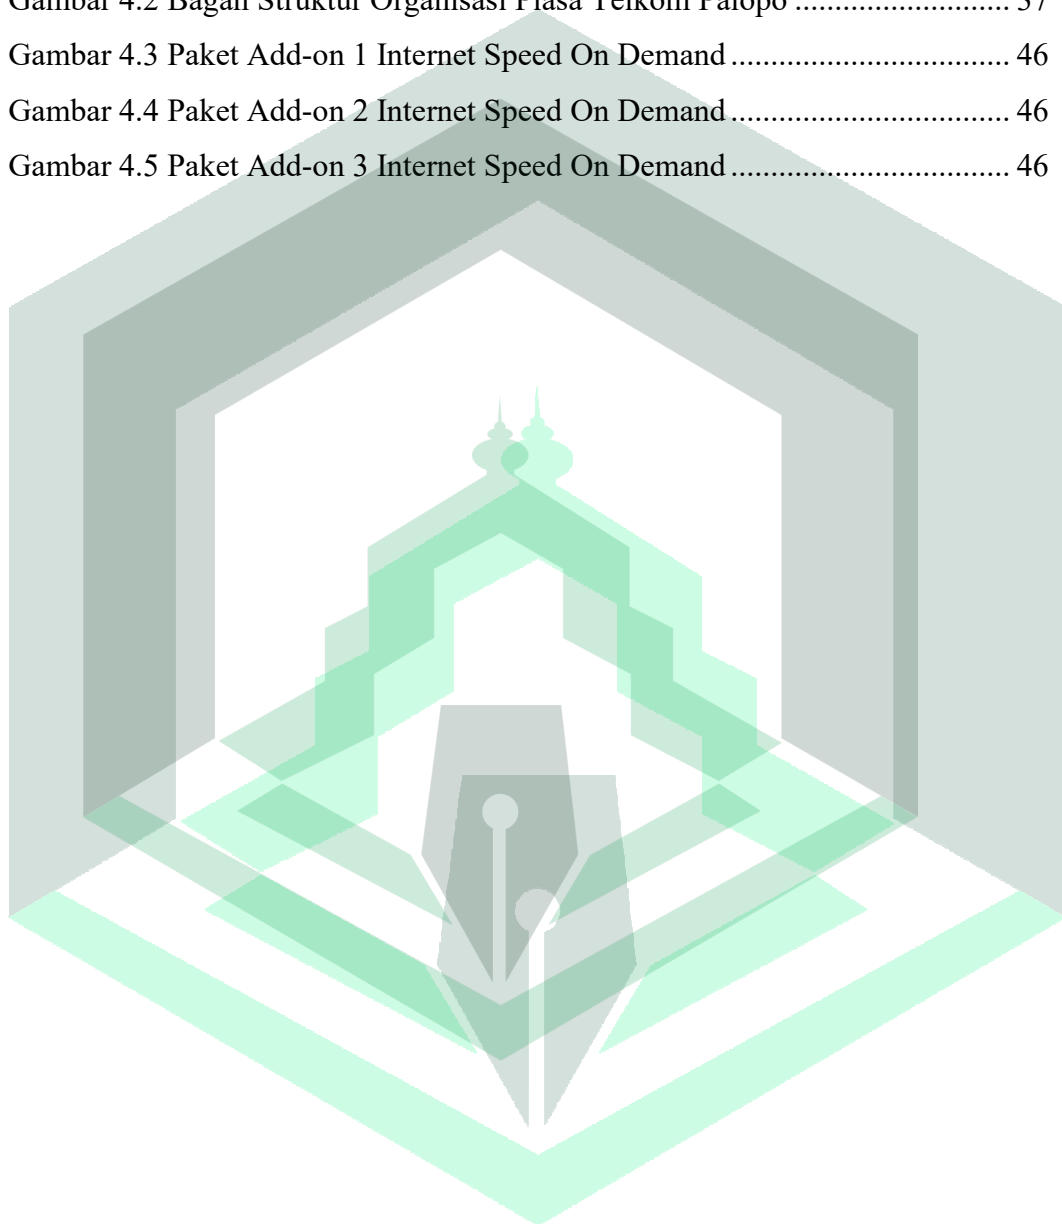 Gambar 4.2 Bagan Struktur Organisasi Plasa Telkom Palopo ........................ 37
Gambar 4.3 Paket Add-on 1 Internet Speed On Demand ................................ 46
Gambar 4.4 Paket Add-on 2 Internet Speed On Demand ................................ 46
Gambar 4.5 Paket Add-on 3 Internet Speed On Demand ................................ 46